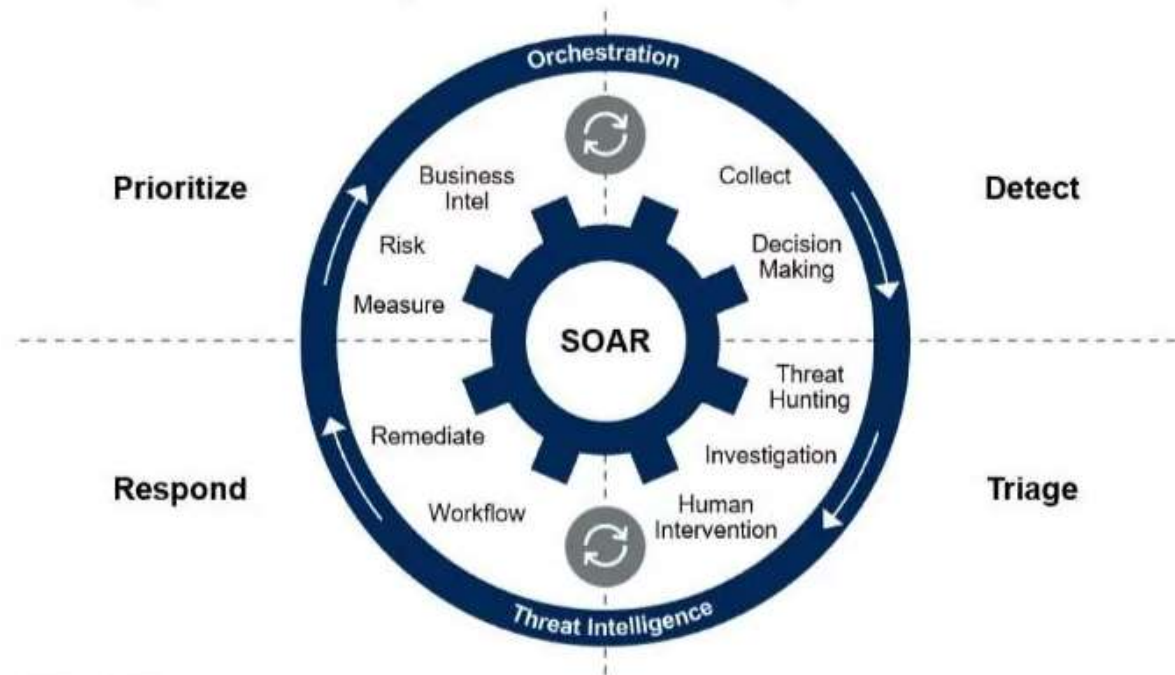 Orchestration
Prioritize
Business
Intel
Risk
Measure
Collect
Decision
Making
Detect
SOAR
Respond
Remediate
Workflow
Threat
Hunting
Investigation
Human
Intervention
Triage
Threat Intelligence